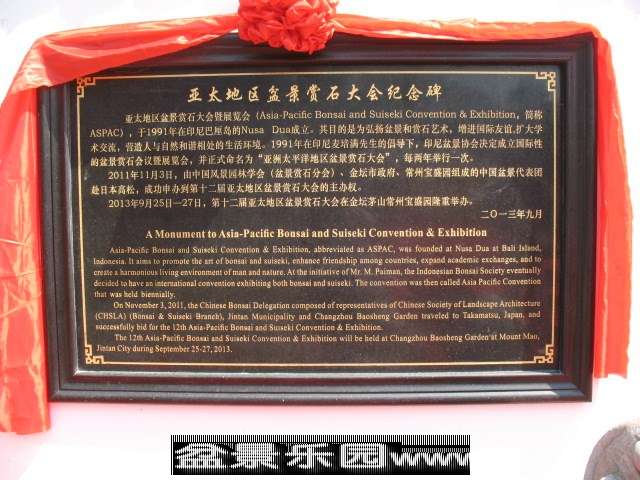 亚太地区盆景赏石大会纪念碑
亚太地区盆景赏石大会暨展览会（Asia-Pacific Bonsai and Suiseki Convention & Exhibition，简称
ASPAC），于1991年在印尼巴厘岛的Nusa Dua成立。其目的是为弘扬盆景和赏石艺术，增进国际友谊,扩大学
术交流，营造人与自然和谐相处的生活环境。1991年在印尼麦培满先生的倡导下，印尼盆景协会决定成立国际性
的盆景赏石会议暨展览会，并正式命名为“亚洲太平洋地区盆景赏石大会”，每两年举行一次。
2011年11月3日，由中国风景园林学会（盆景赏石分会）、金坛市政府、常州宝盛园组成的中国盆景代表团
赴日本高松，成功申办到第十二届亚太地区盆景赏石大会的主办权。
2013年9月25日—27日，第十二届亚太地区盆景赏石大会在金坛茅山常州宝盛园隆重举办。
二〇一三年九月
A Monument to Asia-Pacific Bonsai and Suiseki Convention & Exhibition
Asia-Pacific Bonsai and Suiseki Convention & Exhibition, abbreviated as ASPAC, was founded at Nusa Dua at Bali Island,
Indonesia. It aims to promote the art of bonsai and suiseki, enhance friendship among countries, expand academic exchanges, and to
create a harmonious living environment of man and nature. At the initiative of Mr. M. Paiman, the Indonesian Bonsai Society eventually
decided to have an international convention exhibiting both bonsai and suiseki. The convention was then called Asia Pacific Convention
that was held biennially.
On November 3, 2011, the Chinese Bonsai Delegation composed of representatives of Chinese Society of Landscape Architecture
(CHSLA) (Bonsai & Suiseki Branch), Jintan Municipality and Changzhou Baosheng Garden traveled to Takamatsu, Japan, and
successfully bid for the 12th Asia-Pacific Bonsai and Suiseki Convention & Exhibition.
The 12th Asia-Pacific Bonsai and Suiseki Convention & Exhibition will be held at Changzhou Baosheng Garden at Mount Mao,
Jintan City during September 25-27, 2013.
盆景乐园www